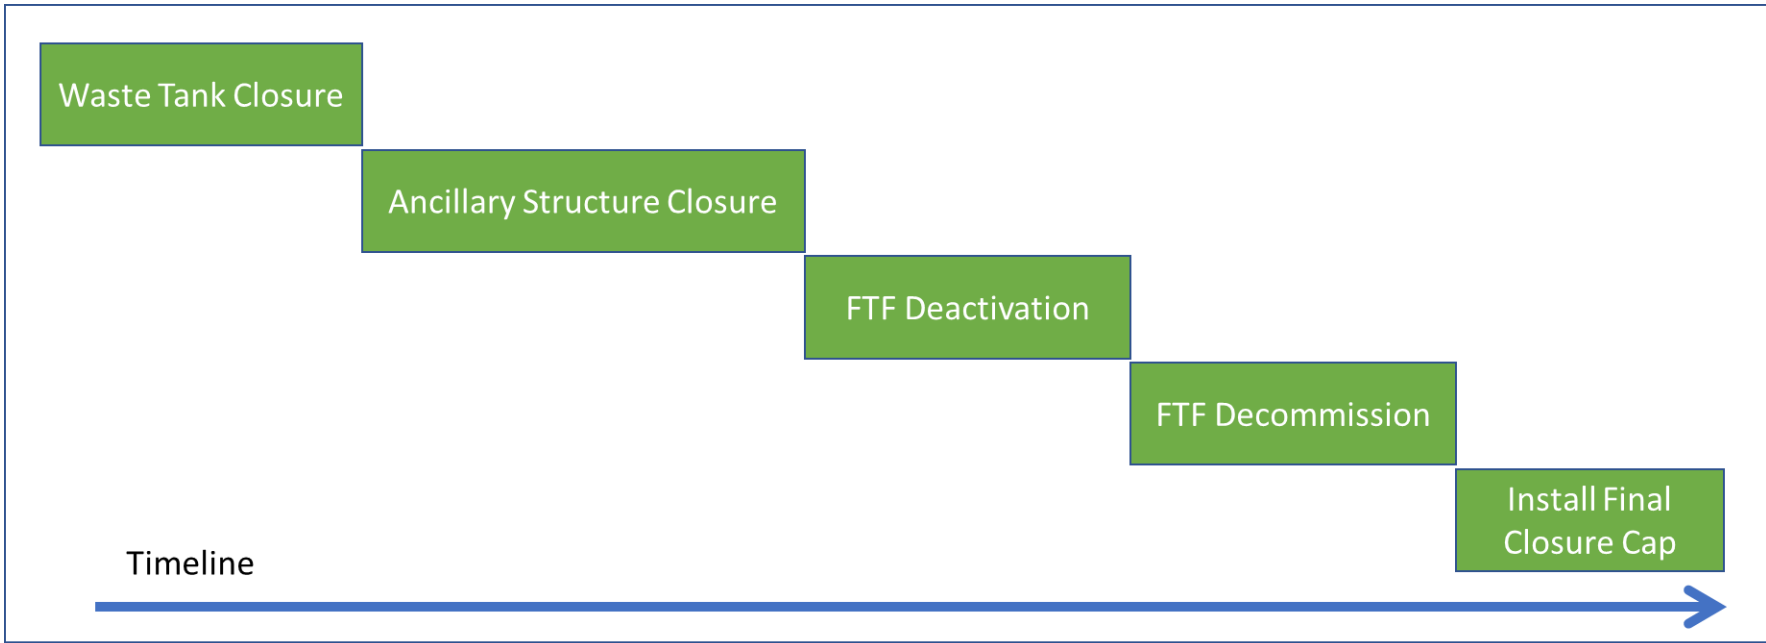 Waste Tank Closure
Ancillary Structure Closure
FTF Deactivation
FTF Decommission
Install Final
Closure Cap
Timeline